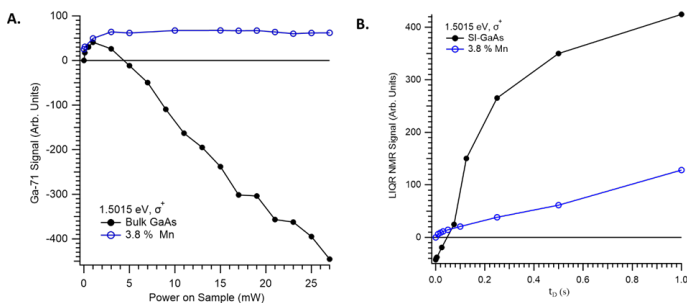 A.
100
0
-100
-200
-300
-400
Ga-71 Signal (Arb. Units)
1.5015 eV, σ+
Bulk GaAs
3.8 % Mn
0
5
10
15
20
25
Power on Sample (mW)
B.
400
300
200
100
0
LIQR NMR Signal (Arb. Units)
1.5015 eV, σ+
SI-GaAs
3.8 % Mn
0.0
0.2
0.4
0.6
0.8
1.0
tD (s)